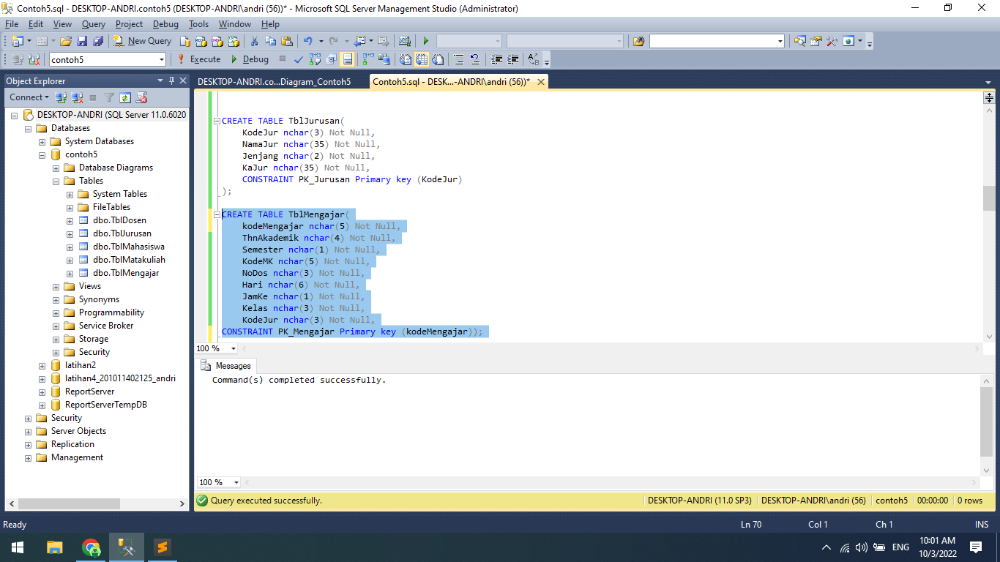 Contoh5.sql - DESKTOP-ANDRI.contoh5 (DESKTOP-ANDRI\andri (56))* - Microsoft SQL Server Management Studio (Administrator)
File Edit View Query Project Debug Tools Window Help
New Query
contoh5 Execute Debug
Object Explorer
Connect
DESKTOP-ANDRI (SQL Server 11.0.6020
Databases
System Databases
contoh5
Database Diagrams
Tables
System Tables
FileTables
dbo.TblDosen
dbo.TblJurusan
dbo.TblMahasiswa
dbo.TblMatakuliah
dbo.TblMengajar
Views
Synonyms
Programmability
Service Broker
Storage
Security
latihan2
latihan4_201011402125_andri
ReportServer
ReportServerTempDB
Security
Server Objects
Replication
Management
DESKTOP-ANDRI.co...Diagram_Contoh5
Contoh5.sql - DESK...-ANDRI\andri (56))*
CREATE TABLE TblJurusan(
KodeJur nchar(3) Not Null,
NamaJur nchar(35) Not Null,
Jenjang nchar(2) Not Null,
KaJur nchar(35) Not Null,
CONSTRAINT PK_Jurusan Primary key (KodeJur)
);
CREATE TABLE TblMengajar(
kodeMengajar nchar(5) Not Null,
ThnAkademik nchar(4) Not Null,
Semester nchar(1) Not Null,
KodeMK nchar(5) Not Null,
NoDos nchar(3) Not Null,
Hari nchar(6) Not Null,
JamKe nchar(1) Not Null,
Kelas nchar(3) Not Null,
KodeJur nchar(3) Not Null,
CONSTRAINT PK_Mengajar Primary key (kodeMengajar));
100 %
Messages
Command(s) completed successfully.
100 %
Query executed successfully. DESKTOP-ANDRI (11.0 SP3) DESKTOP-ANDRI\andri (56) contoh5 00:00:00 0 rows
Ready Ln 70 Col 1 Ch 1 INS
ENG
10:01 AM
10/3/2022